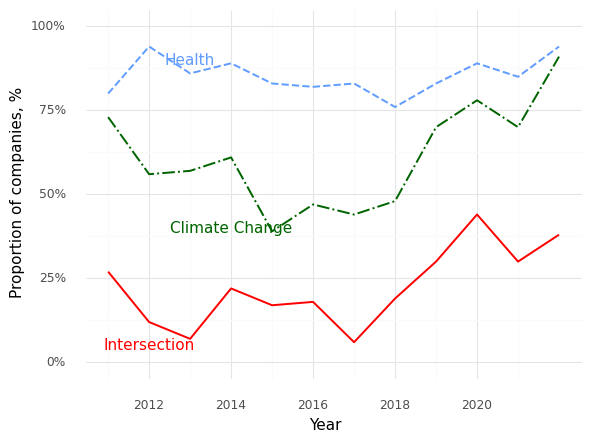 Proportion of companies, %
100%
75%
50%
25%
0%
Health
Climate Change
Intersection
2012 2014 2016 2018 2020
Year